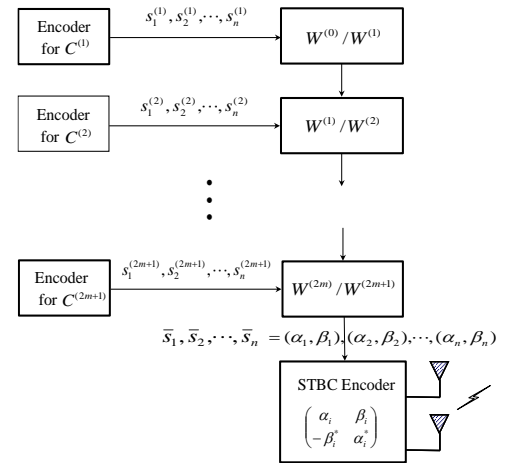 Encoder
for C^{(1)}
s_1^{(1)}, s_2^{(1)}, ⋯, s_n^{(1)}
W^{(0)} / W^{(1)}
Encoder
for C^{(2)}
s_1^{(2)}, s_2^{(2)}, ⋯, s_n^{(2)}
W^{(1)} / W^{(2)}
Encoder
for C^{(2m+1)}
s_1^{(2m+1)}, s_2^{(2m+1)}, ⋯, s_n^{(2m+1)}
W^{(2m)} / W^{(2m+1)}
s̅_1, s̅_2, ⋯, s̅_n = (α_1, β_1), (α_2, β_2), ⋯, (α_n, β_n)
STBC Encoder
( α_i β_i
−β_i^* α_i^* )